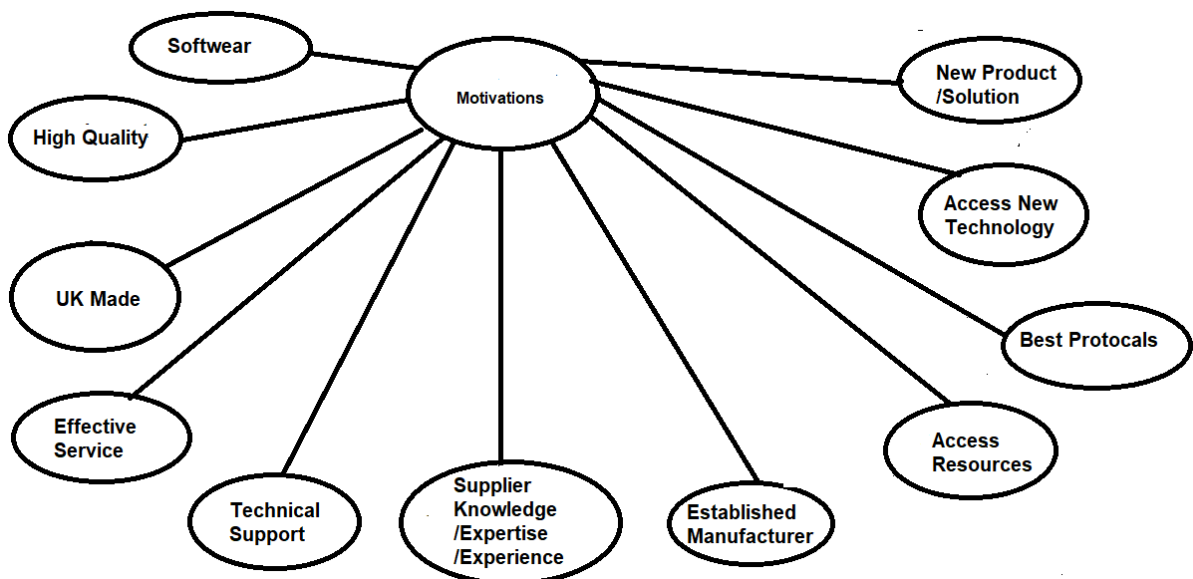 Softwear
Motivations
New Product
/Solution
High Quality
Access New
Technology
UK Made
Best Protocals
Effective
Service
Access
Resources
Technical
Support
Supplier
Knowledge
/Expertise
/Experience
Established
Manufacturer